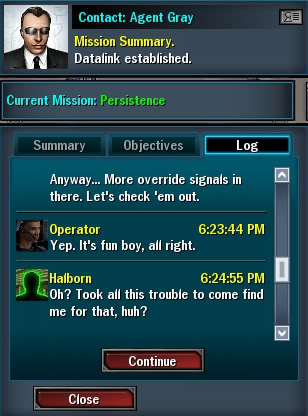 Contact: Agent Gray
Mission Summary.
Datalink established.
Current Mission: Persistence
Summary
Objectives
Log
Anyway... More override signals in
there. Let's check 'em out.
Operator 6:23:44 PM
Yep. It's fun boy, all right.
Halborn 6:24:55 PM
Oh? Took all this trouble to come find
me for that, huh?
Continue
Close